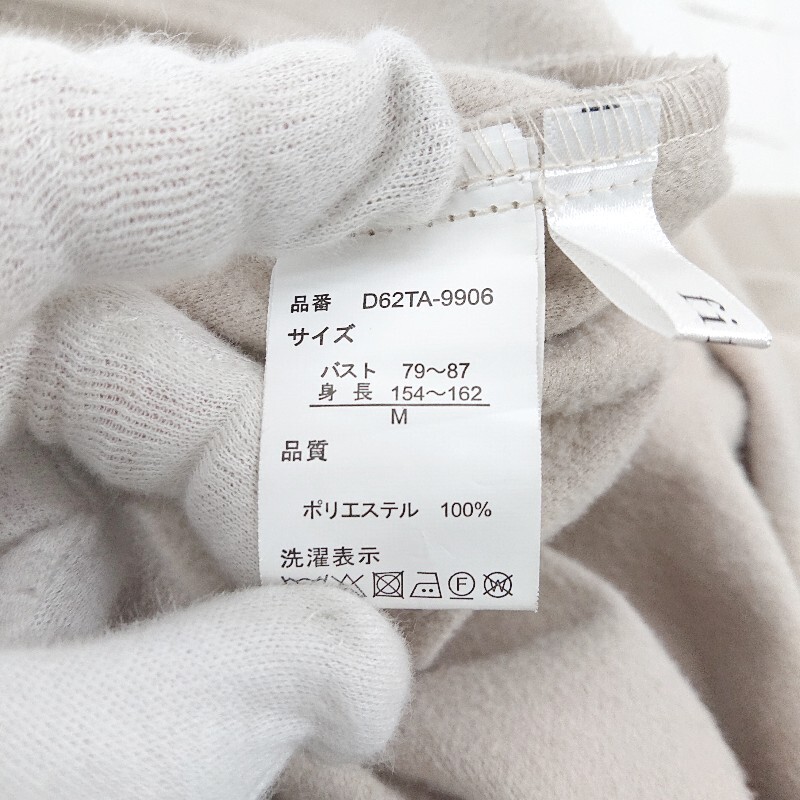 品番 D62TA-9906
サイズ
バスト 79～87
身 長 154～162
M
品質
ポリエステル 100%
洗濯表示
F W
ri